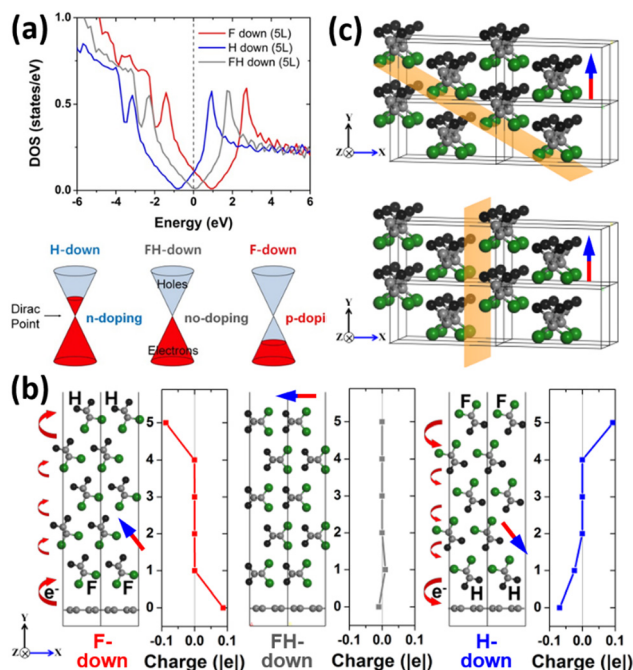 (a)
F down (5L)
H down (5L)
FH down (5L)
DOS (states/eV)
1.0
0.5
0.0
-6 -4 -2 0 2 4 6
Energy (eV)
H-down FH-down F-down
Dirac
Point
Holes
n-doping no-doping p-dopi
Electrons
(c)
Y
Z X
Y
Z X
(b)
H H
F F
e-
5
4
3
2
1
0
5
4
3
2
1
0
F F
H H
e-
5
4
3
2
1
0
-0.1 0.0 0.1
-0.1 0.0 0.1
-0.1 0.0 0.1
Y
Z X
F-
down
Charge (|e|)
FH-
down
Charge (|e|)
H-
down
Charge (|e|)